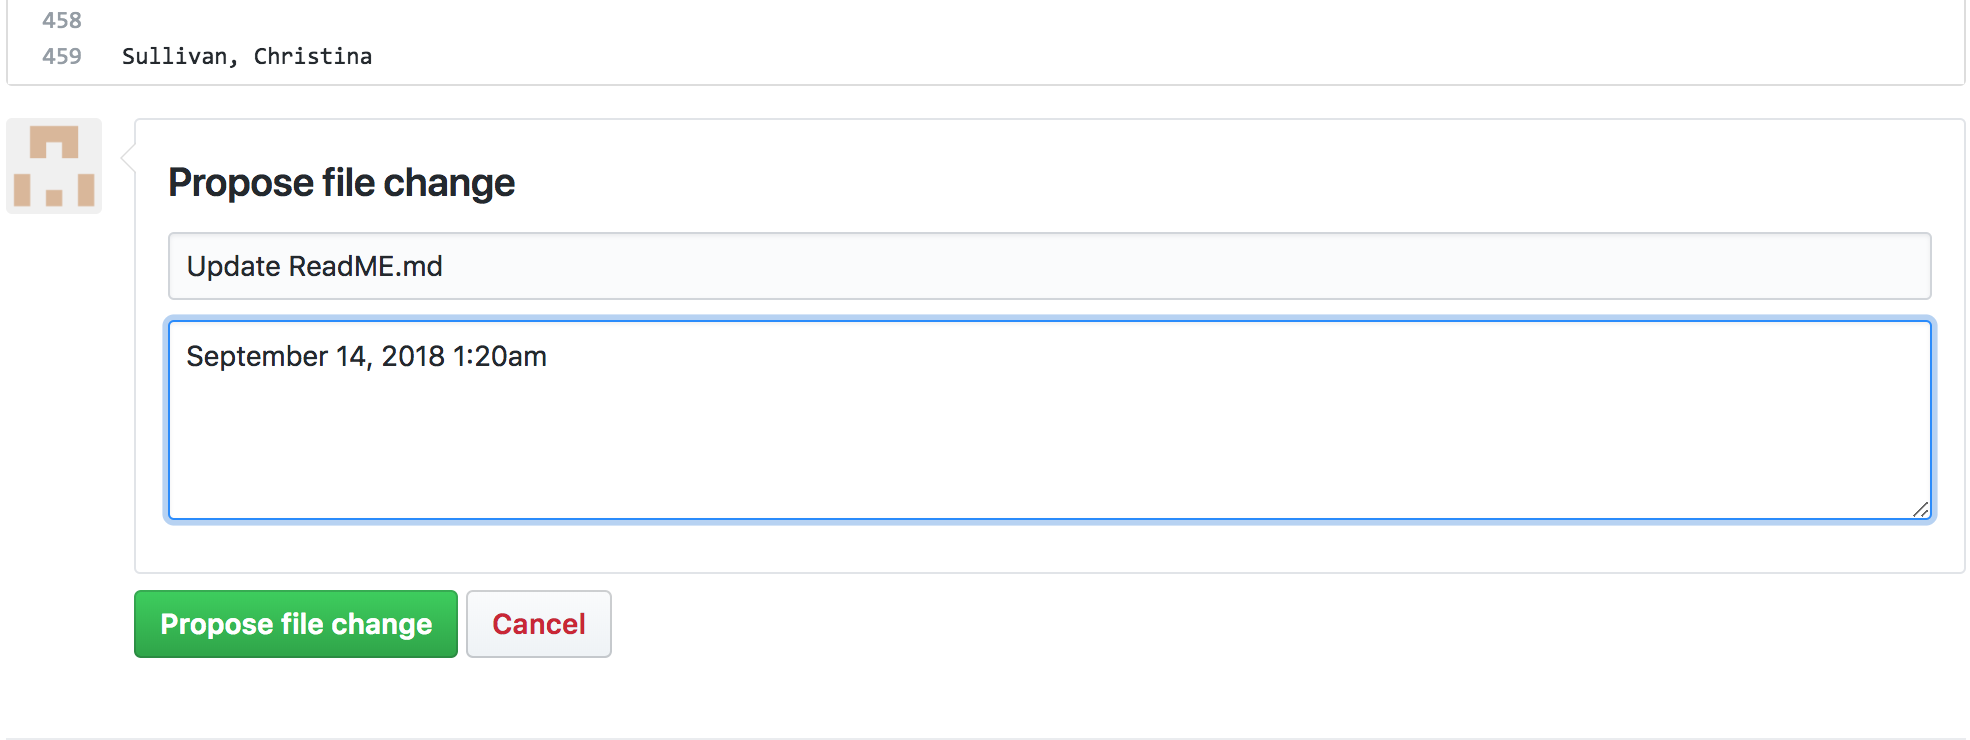 458
459 Sullivan, Christina
Propose file change
Update ReadME.md
September 14, 2018 1:20am
Propose file change Cancel